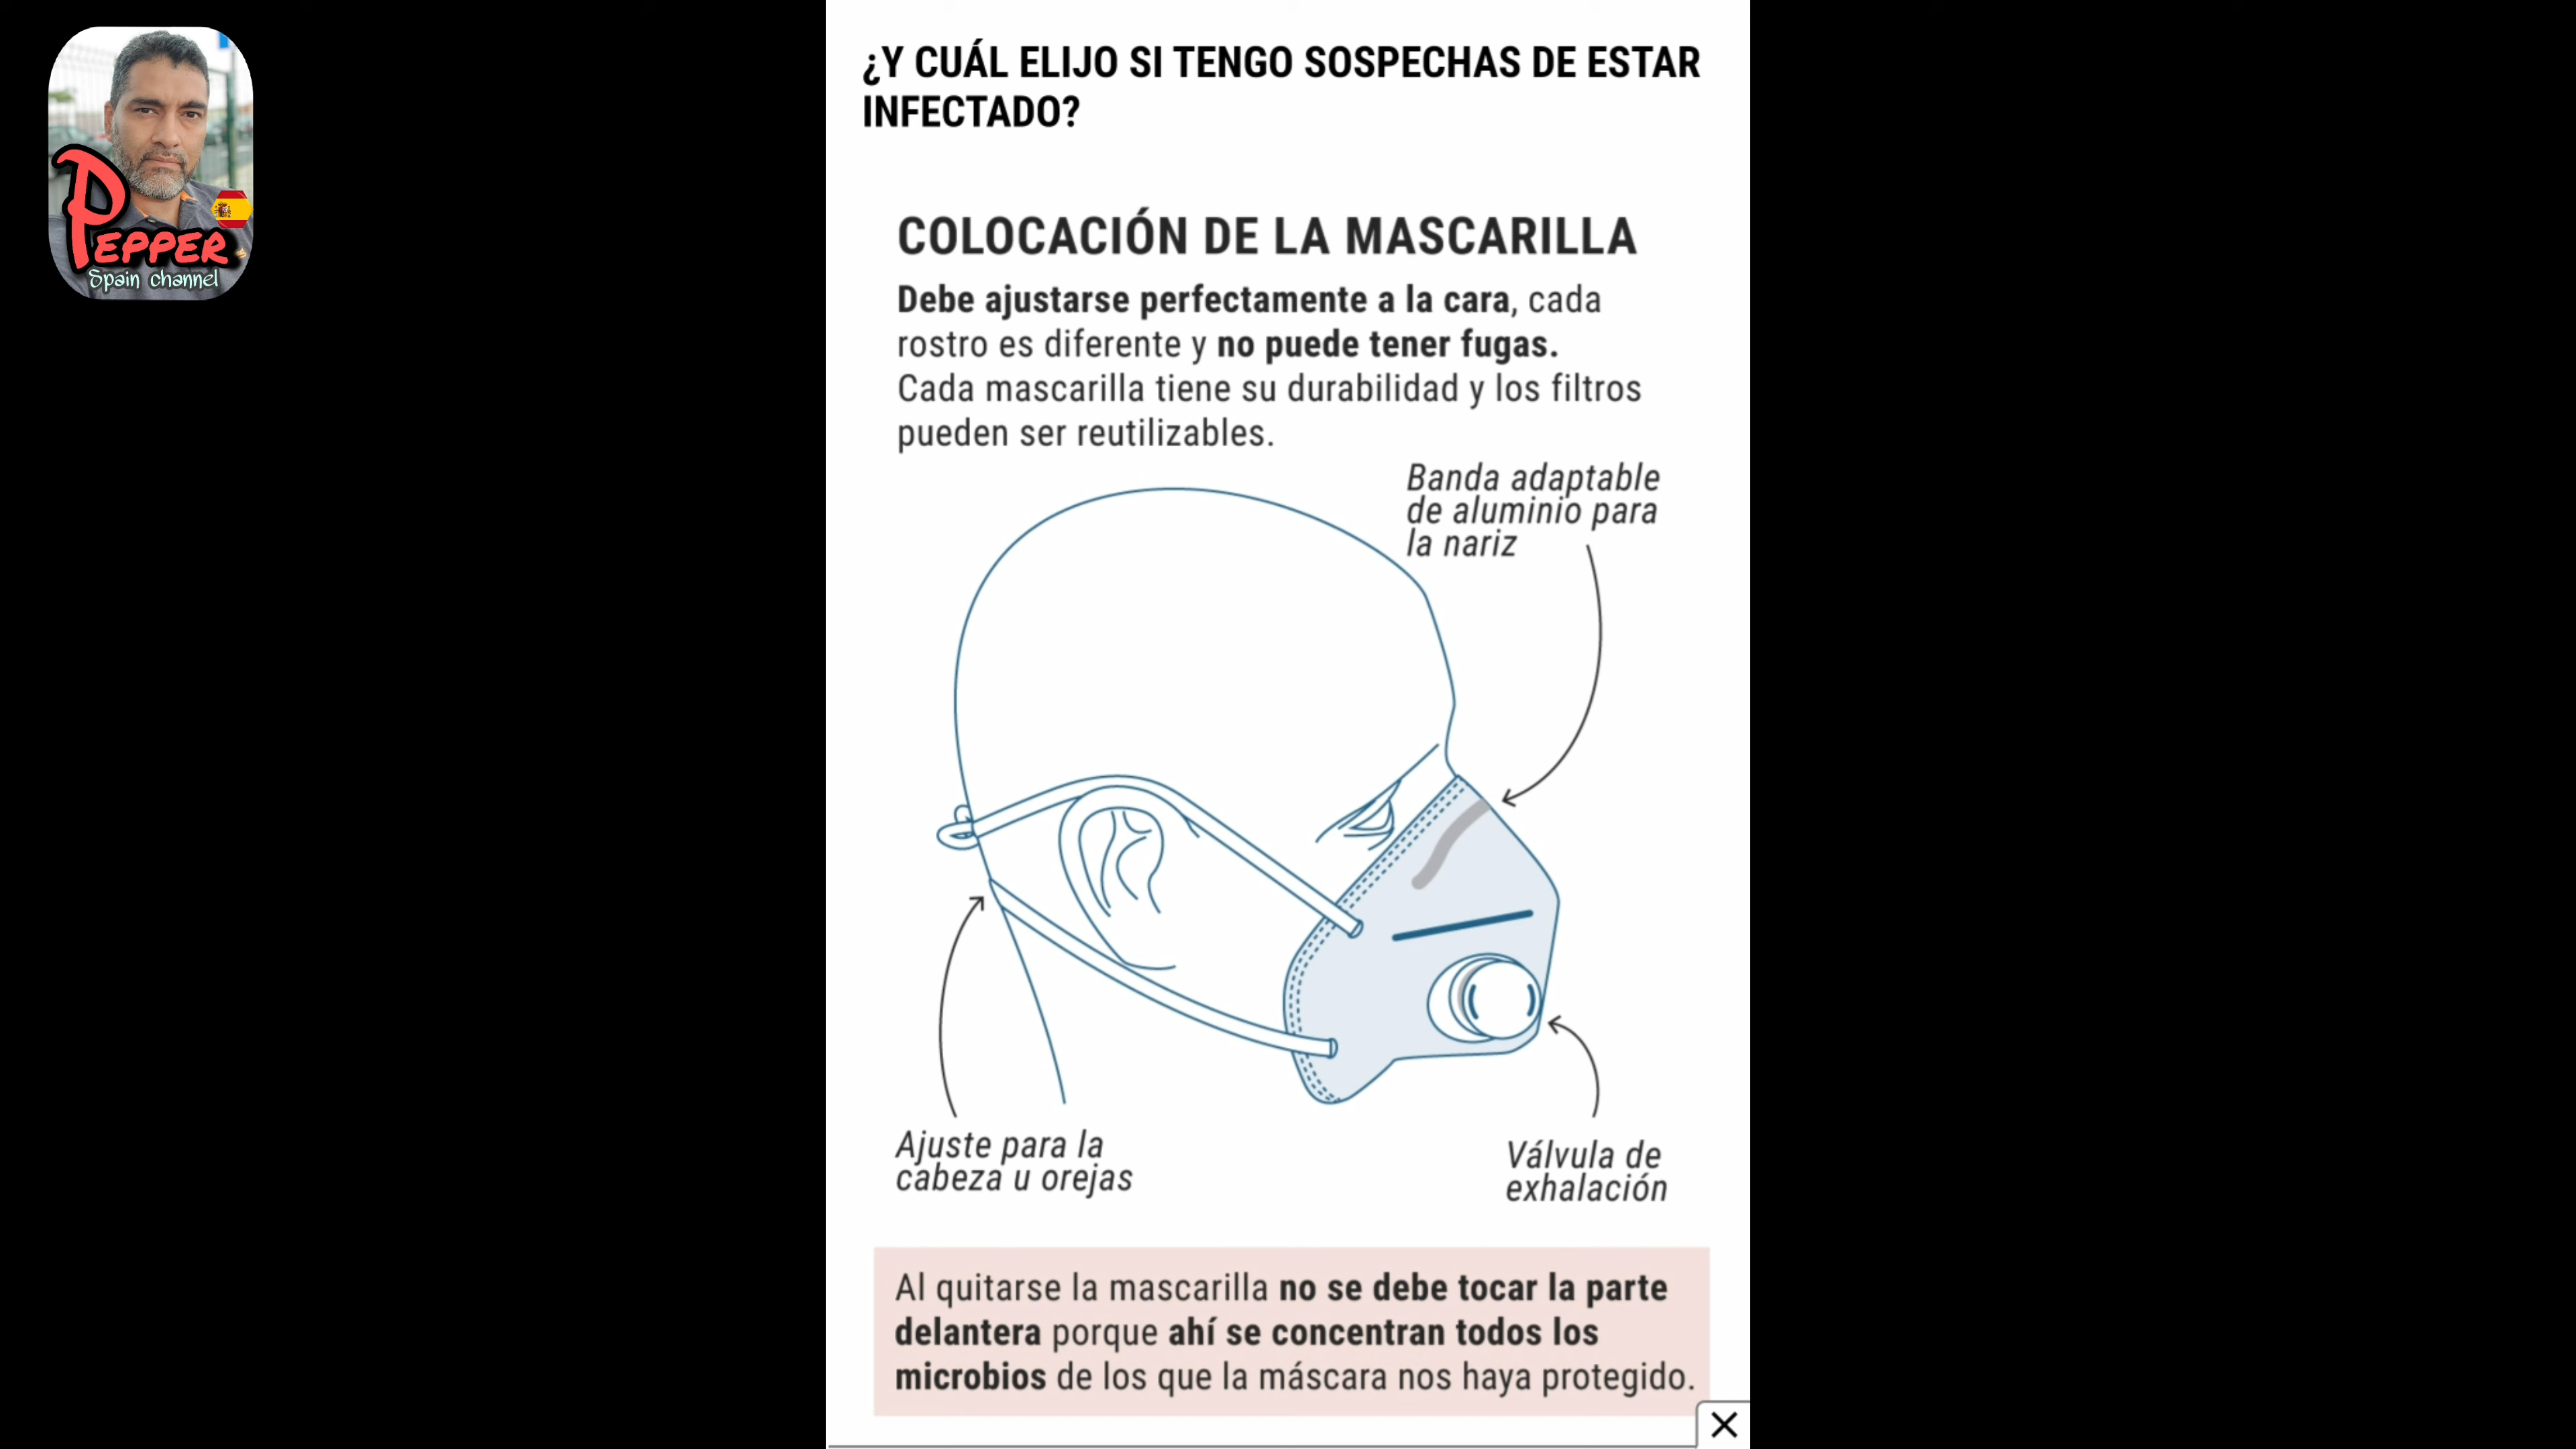 PEPPER
Spain channel
¿Y CUÁL ELIJO SI TENGO SOSPECHAS DE ESTAR
INFECTADO?
COLOCACIÓN DE LA MASCARILLA
Debe ajustarse perfectamente a la cara, cada
rostro es diferente y no puede tener fugas.
Cada mascarilla tiene su durabilidad y los filtros
pueden ser reutilizables.
Banda adaptable
de aluminio para
la nariz
Ajuste para la
cabeza u orejas
Válvula de
exhalación
Al quitarse la mascarilla no se debe tocar la parte
delantera porque ahí se concentran todos los
microbios de los que la máscara nos haya protegido.